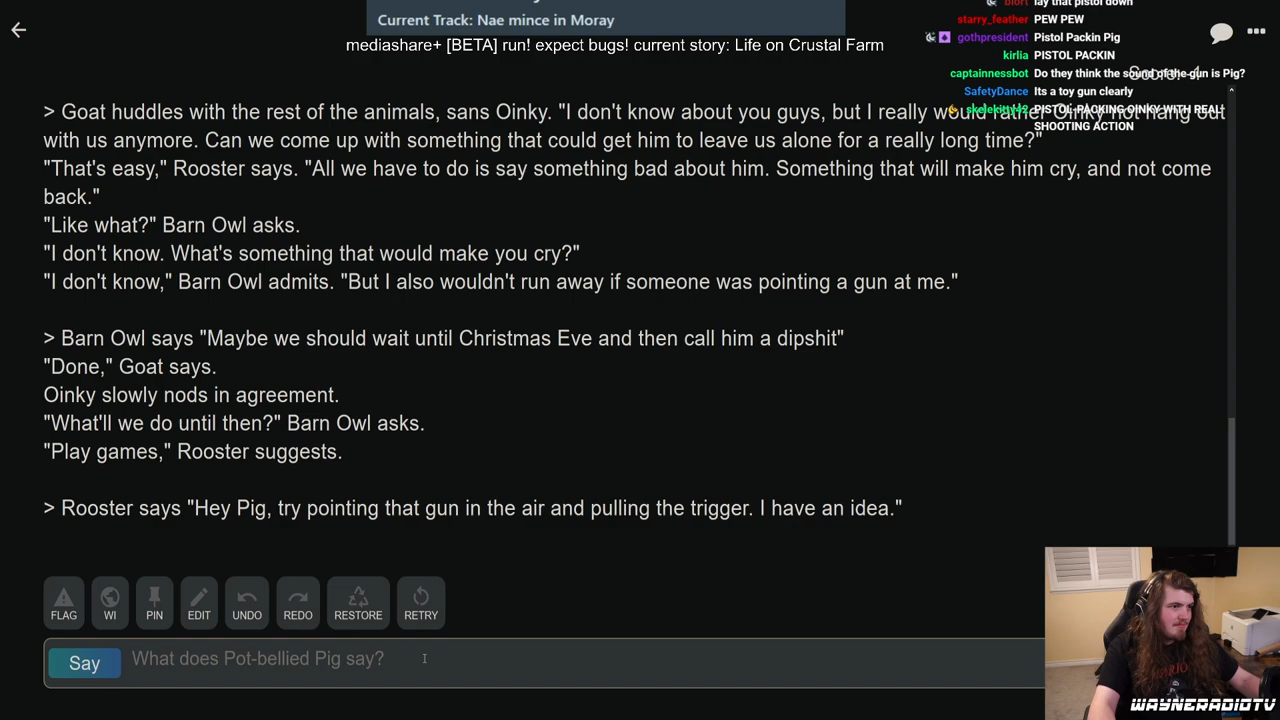 Current Track: Nae mince in Moray
mediashare+ [BETA] run! expect bugs! current story: Life on Crustal Farm
lay that pistol down
starry_feather PEW PEW
gothpresident Pistol Packin Pig
kirlia PISTOL PACKIN
captainnessbot Do they think the sound of the gun is Pig?
SafetyDance Its a toy gun clearly
skelekitty42 PISTOL-PACKING OINKY WITH REAL
SHOOTING ACTION
> Goat huddles with the rest of the animals, sans Oinky. "I don't know about you guys, but I really would rather Oinky not hang out
with us anymore. Can we come up with something that could get him to leave us alone for a really long time?"
"That's easy," Rooster says. "All we have to do is say something bad about him. Something that will make him cry, and not come
back."
"Like what?" Barn Owl asks.
"I don't know. What's something that would make you cry?"
"I don't know," Barn Owl admits. "But I also wouldn't run away if someone was pointing a gun at me."
> Barn Owl says "Maybe we should wait until Christmas Eve and then call him a dipshit"
"Done," Goat says.
Oinky slowly nods in agreement.
"What'll we do until then?" Barn Owl asks.
"Play games," Rooster suggests.
> Rooster says "Hey Pig, try pointing that gun in the air and pulling the trigger. I have an idea."
FLAG
WI
PIN
EDIT
UNDO
REDO
RESTORE
RETRY
Say
What does Pot-bellied Pig say?
WAYNERADIOTV